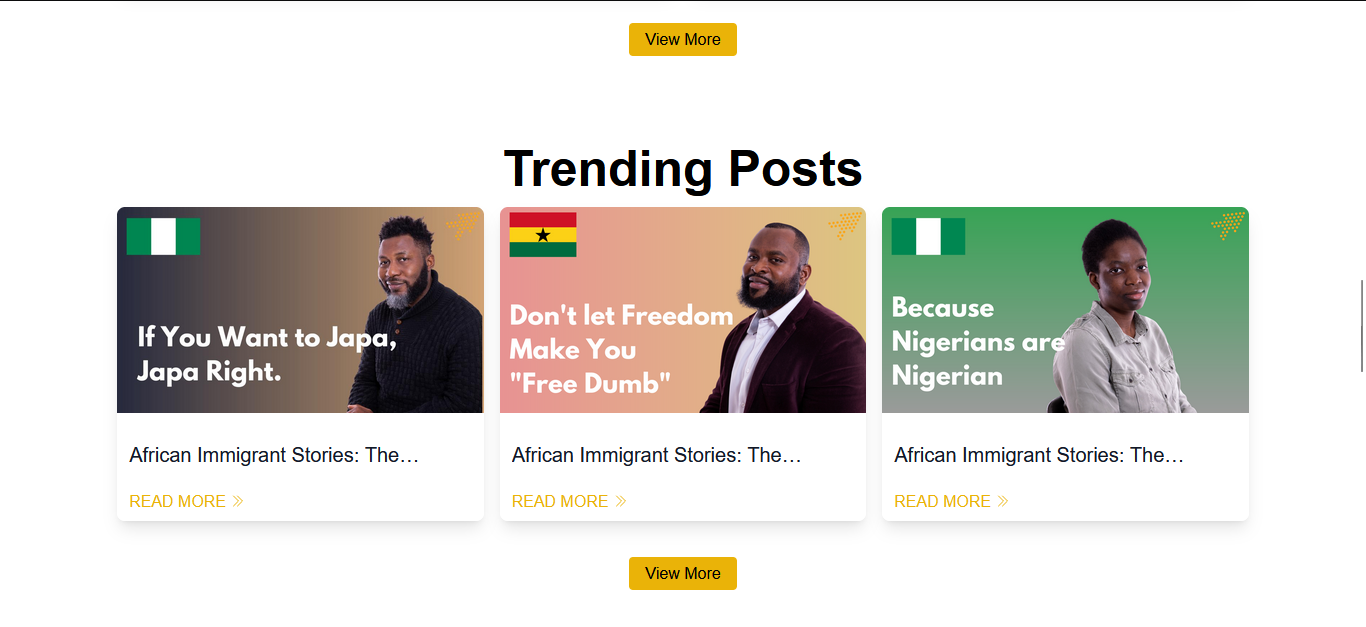 View More
Trending Posts
If You Want to Japa,
Japa Right.
Don't let Freedom
Make You
"Free Dumb"
Because
Nigerians are
Nigerian
African Immigrant Stories: The…
African Immigrant Stories: The…
African Immigrant Stories: The…
READ MORE
READ MORE
READ MORE
View More